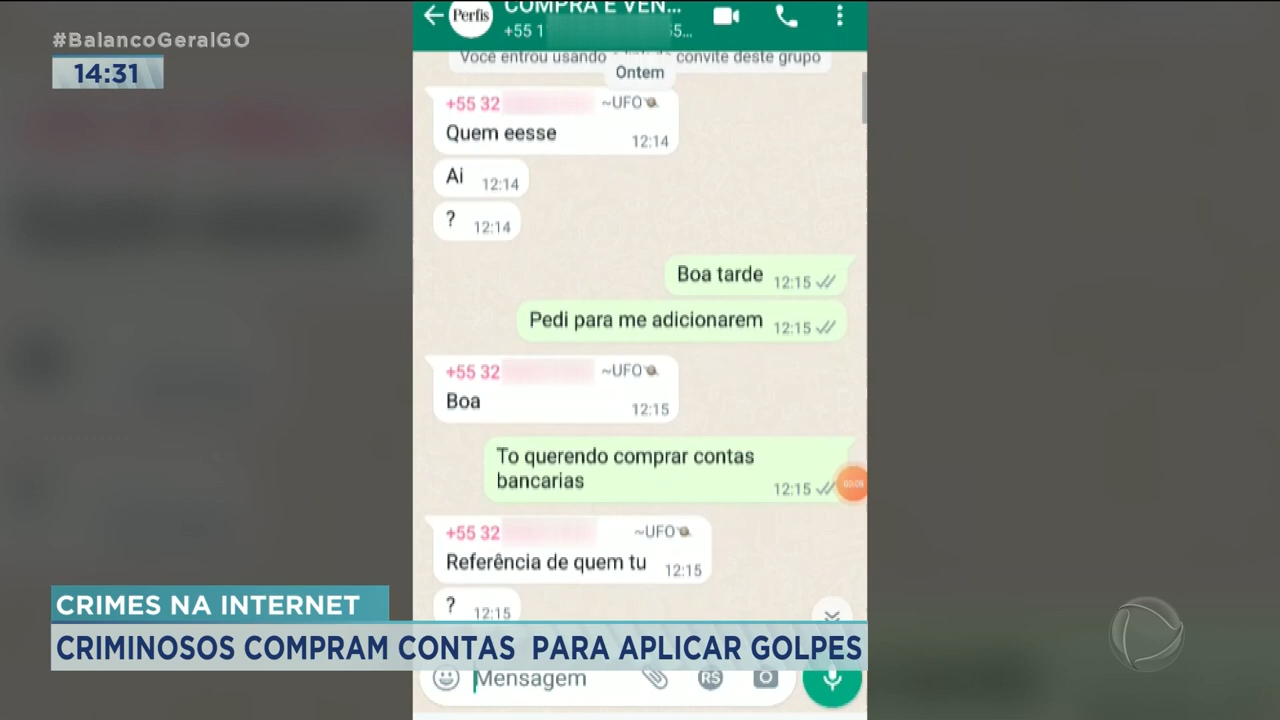 #BalancoGeralGO
14:31
Perfis
COMPRA E VEN...
+55 1 5...
Você entrou usando convite deste grupo
Ontem
+55 32 ~UFO🪐
Quem eesse
12:14
Ai 12:14
? 12:14
Boa tarde 12:15
Pedi para me adicionarem 12:15
+55 32 ~UFO🪐
Boa
12:15
To querendo comprar contas
bancarias
12:15
+55 32 ~UFO🪐
Referência de quem tu 12:15
? 12:15
CRIMES NA INTERNET
CRIMINOSOS COMPRAM CONTAS PARA APLICAR GOLPES
Mensagem
R$